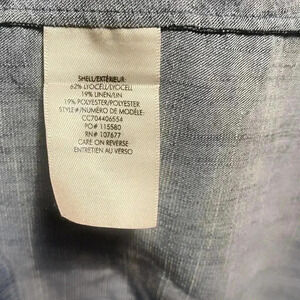 SHELL/EXTÉRIEUR:
62% LYOCELL/LYOCELL
19% LINEN/LIN
19% POLYESTER/POLYESTER
STYLE#/NUMÉRO DE MODÈLE:
CC704406554
PO# 115580
RN# 107677
CARE ON REVERSE
ENTRETIEN AU VERSO